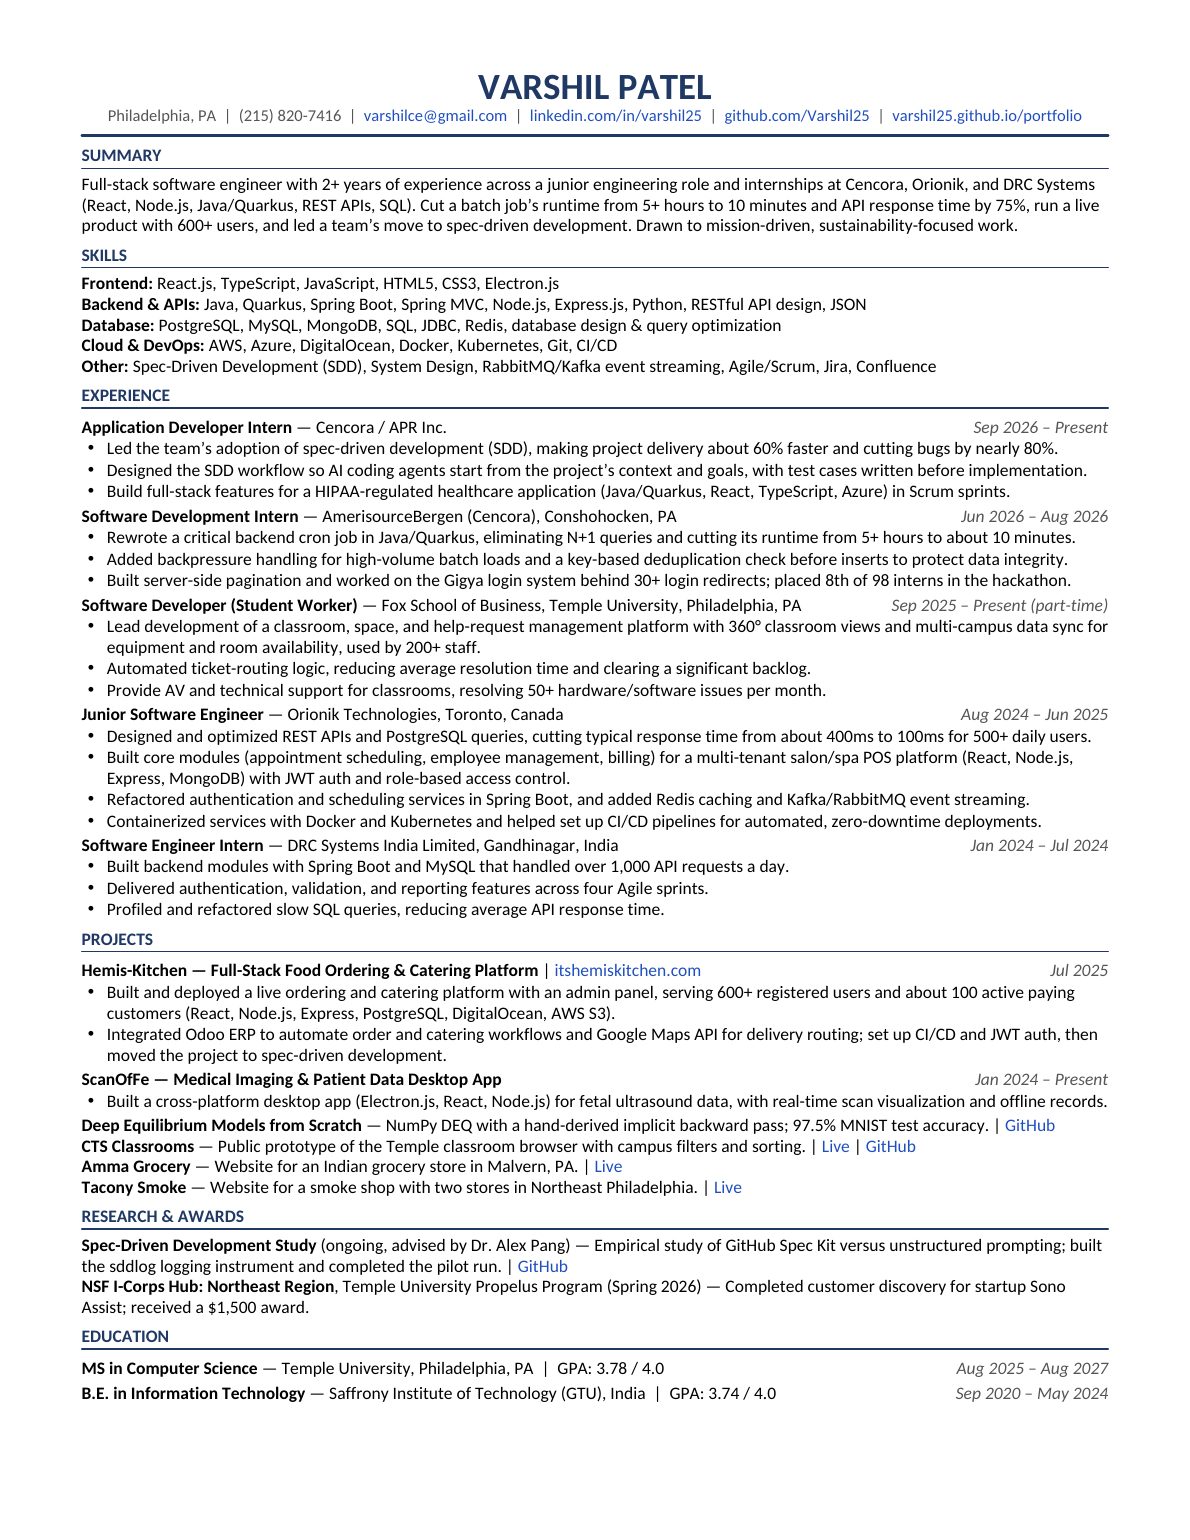 VARSHIL PATEL
Philadelphia, PA | (215) 820-7416 | varshilce@gmail.com | linkedin.com/in/varshil25 | github.com/Varshil25 | varshil25.github.io/portfolio
SUMMARY
Full-stack software engineer with 2+ years of experience across a junior engineering role and internships at Cencora, Orionik, and DRC Systems
(React, Node.js, Java/Quarkus, REST APIs, SQL). Cut a batch job's runtime from 5+ hours to 10 minutes and API response time by 75%, run a live
product with 600+ users, and led a team's move to spec-driven development. Drawn to mission-driven, sustainability-focused work.
SKILLS
Frontend: React.js, TypeScript, JavaScript, HTML5, CSS3, Electron.js
Backend & APIs: Java, Quarkus, Spring Boot, Spring MVC, Node.js, Express.js, Python, RESTful API design, JSON
Database: PostgreSQL, MySQL, MongoDB, SQL, JDBC, Redis, database design & query optimization
Cloud & DevOps: AWS, Azure, DigitalOcean, Docker, Kubernetes, Git, CI/CD
Other: Spec-Driven Development (SDD), System Design, RabbitMQ/Kafka event streaming, Agile/Scrum, Jira, Confluence
EXPERIENCE
Application Developer Intern — Cencora / APR Inc. Sep 2026 – Present
• Led the team's adoption of spec-driven development (SDD), making project delivery about 60% faster and cutting bugs by nearly 80%.
• Designed the SDD workflow so AI coding agents start from the project's context and goals, with test cases written before implementation.
• Build full-stack features for a HIPAA-regulated healthcare application (Java/Quarkus, React, TypeScript, Azure) in Scrum sprints.
Software Development Intern — AmerisourceBergen (Cencora), Conshohocken, PA Jun 2026 – Aug 2026
• Rewrote a critical backend cron job in Java/Quarkus, eliminating N+1 queries and cutting its runtime from 5+ hours to about 10 minutes.
• Added backpressure handling for high-volume batch loads and a key-based deduplication check before inserts to protect data integrity.
• Built server-side pagination and worked on the Gigya login system behind 30+ login redirects; placed 8th of 98 interns in the hackathon.
Software Developer (Student Worker) — Fox School of Business, Temple University, Philadelphia, PA Sep 2025 – Present (part-time)
• Lead development of a classroom, space, and help-request management platform with 360° classroom views and multi-campus data sync for
equipment and room availability, used by 200+ staff.
• Automated ticket-routing logic, reducing average resolution time and clearing a significant backlog.
• Provide AV and technical support for classrooms, resolving 50+ hardware/software issues per month.
Junior Software Engineer — Orionik Technologies, Toronto, Canada Aug 2024 – Jun 2025
• Designed and optimized REST APIs and PostgreSQL queries, cutting typical response time from about 400ms to 100ms for 500+ daily users.
• Built core modules (appointment scheduling, employee management, billing) for a multi-tenant salon/spa POS platform (React, Node.js,
Express, MongoDB) with JWT auth and role-based access control.
• Refactored authentication and scheduling services in Spring Boot, and added Redis caching and Kafka/RabbitMQ event streaming.
• Containerized services with Docker and Kubernetes and helped set up CI/CD pipelines for automated, zero-downtime deployments.
Software Engineer Intern — DRC Systems India Limited, Gandhinagar, India Jan 2024 – Jul 2024
• Built backend modules with Spring Boot and MySQL that handled over 1,000 API requests a day.
• Delivered authentication, validation, and reporting features across four Agile sprints.
• Profiled and refactored slow SQL queries, reducing average API response time.
PROJECTS
Hemis-Kitchen — Full-Stack Food Ordering & Catering Platform | itshemiskitchen.com Jul 2025
• Built and deployed a live ordering and catering platform with an admin panel, serving 600+ registered users and about 100 active paying
customers (React, Node.js, Express, PostgreSQL, DigitalOcean, AWS S3).
• Integrated Odoo ERP to automate order and catering workflows and Google Maps API for delivery routing; set up CI/CD and JWT auth, then
moved the project to spec-driven development.
ScanOfFe — Medical Imaging & Patient Data Desktop App Jan 2024 – Present
• Built a cross-platform desktop app (Electron.js, React, Node.js) for fetal ultrasound data, with real-time scan visualization and offline records.
Deep Equilibrium Models from Scratch — NumPy DEQ with a hand-derived implicit backward pass; 97.5% MNIST test accuracy. | GitHub
CTS Classrooms — Public prototype of the Temple classroom browser with campus filters and sorting. | Live | GitHub
Amma Grocery — Website for an Indian grocery store in Malvern, PA. | Live
Tacony Smoke — Website for a smoke shop with two stores in Northeast Philadelphia. | Live
RESEARCH & AWARDS
Spec-Driven Development Study (ongoing, advised by Dr. Alex Pang) — Empirical study of GitHub Spec Kit versus unstructured prompting; built
the sddlog logging instrument and completed the pilot run. | GitHub
NSF I-Corps Hub: Northeast Region, Temple University Propelus Program (Spring 2026) — Completed customer discovery for startup Sono
Assist; received a $1,500 award.
EDUCATION
MS in Computer Science — Temple University, Philadelphia, PA | GPA: 3.78 / 4.0 Aug 2025 – Aug 2027
B.E. in Information Technology — Saffrony Institute of Technology (GTU), India | GPA: 3.74 / 4.0 Sep 2020 – May 2024